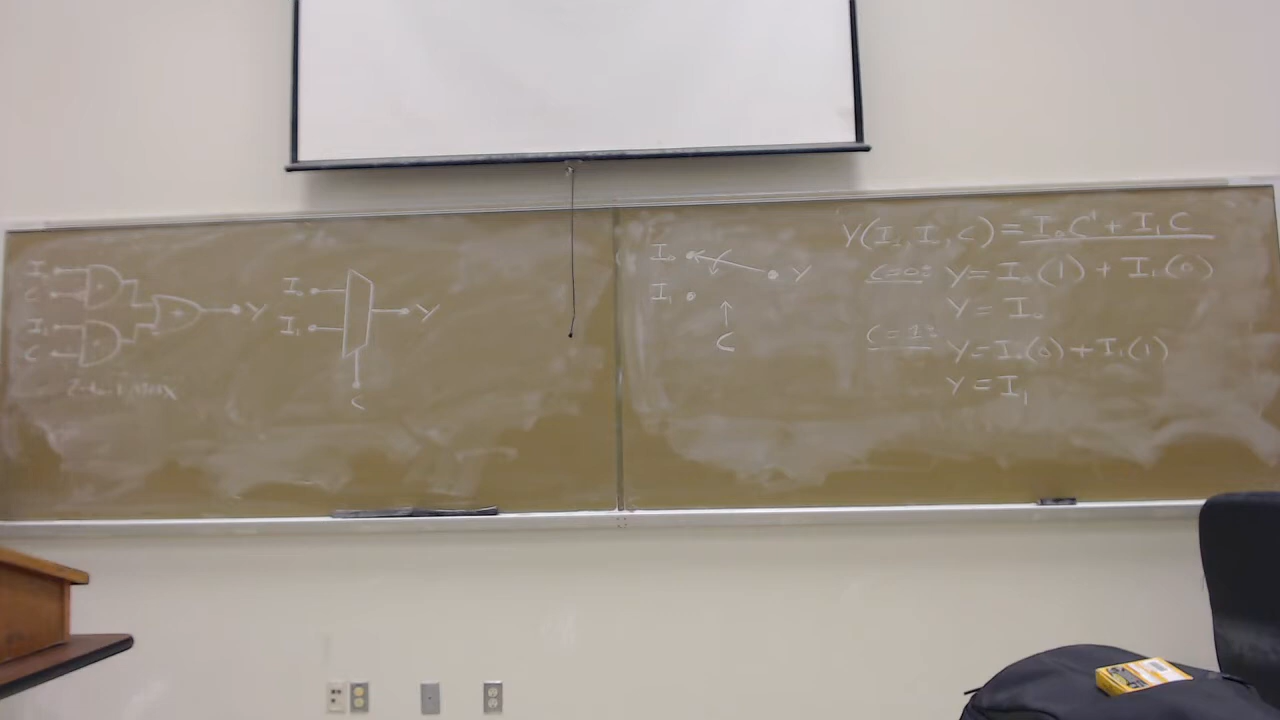 I₀
C'
I₁
C
Y
2-to-1 MUX
I₀
I₁
Y
C
I₀
I₁
Y
C
Y(I₀, I₁, C) = I₀C' + I₁C
C=0: Y = I₀(1) + I₁(0)
Y = I₀
C=1: Y = I₀(0) + I₁(1)
Y = I₁